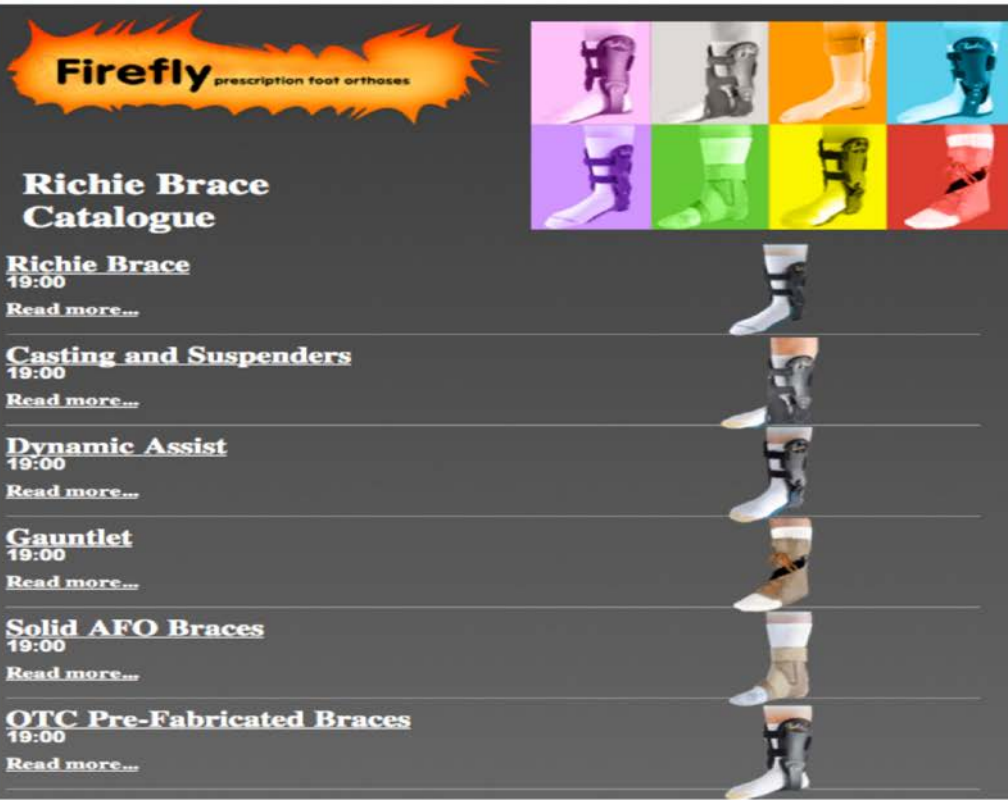 Firefly prescription foot orthoses
Richie Brace
Catalogue
Richie Brace
19:00
Read more...
Casting and Suspenders
19:00
Read more...
Dynamic Assist
19:00
Read more...
Gauntlet
19:00
Read more...
Solid AFO Braces
19:00
Read more...
OTC Pre-Fabricated Braces
19:00
Read more...